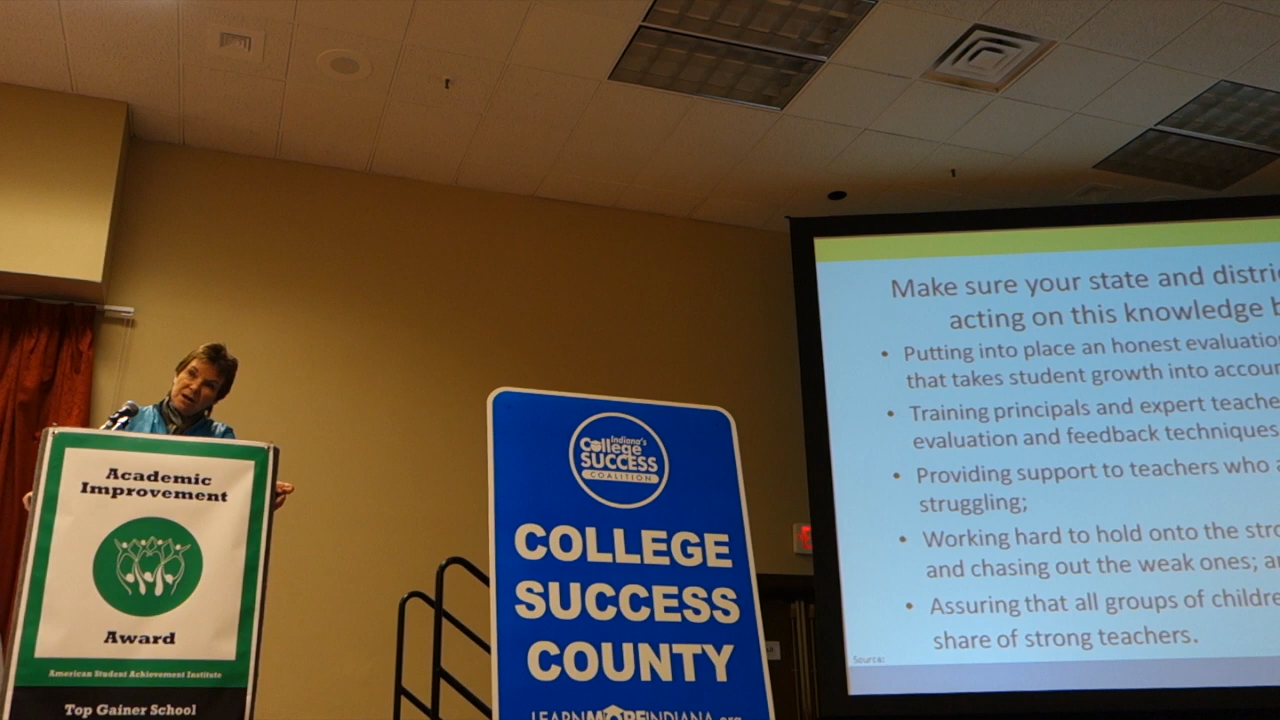 Academic
Improvement
Award
American Student Achievement Institute
Top Gainer School
Indiana's
College
SUCCESS
COALITION
COLLEGE
SUCCESS
COUNTY
LEARNMOREINDIANA.org
Make sure your state and distri
acting on this knowledge b
• Putting into place an honest evaluation
that takes student growth into accou
• Training principals and expert teache
evaluation and feedback techniques
• Providing support to teachers who a
struggling;
• Working hard to hold onto the stro
and chasing out the weak ones; a
• Assuring that all groups of childre
share of strong teachers.
Source: